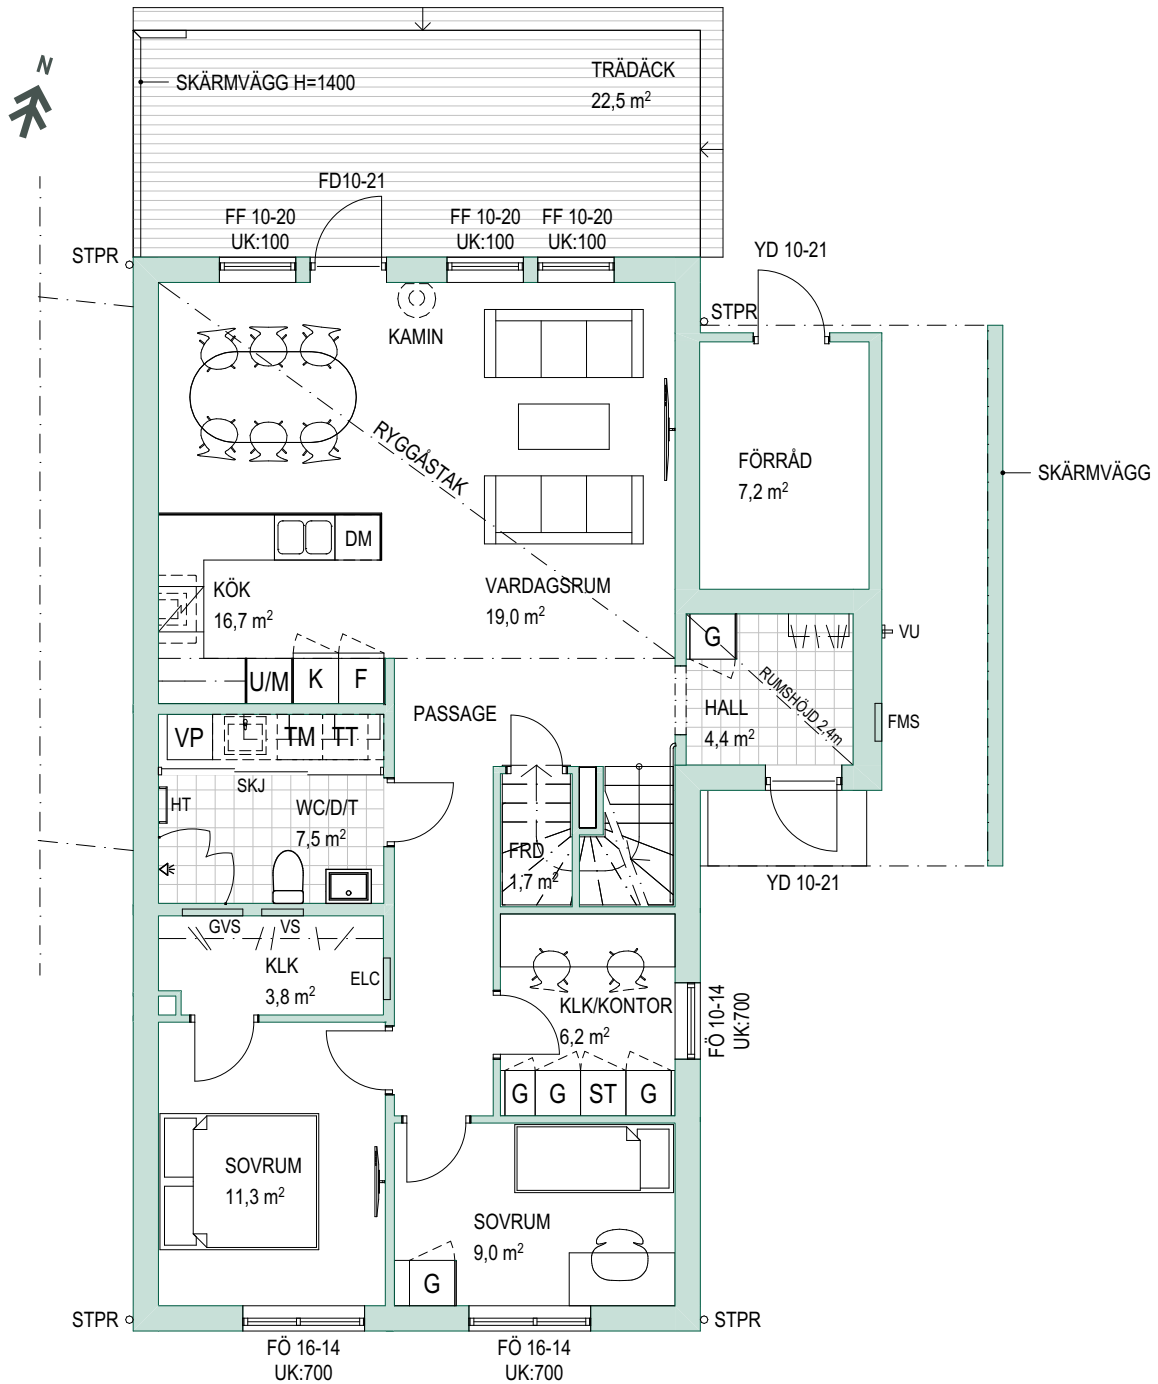 N
SKÄRMVÄGG H=1400
TRÄDÄCK
22,5 m²
FD10-21
FF 10-20
UK:100
FF 10-20
UK:100
FF 10-20
UK:100
STPR
YD 10-21
STPR
KAMIN
RYGGÅSTAK
FÖRRÅD
7,2 m²
SKÄRMVÄGG
DM
KÖK
16,7 m²
VARDAGSRUM
19,0 m²
G
VU
U/M
K
F
RUMSHÖJD 2,4m
PASSAGE
HALL
4,4 m²
FMS
VP
TM
TT
SKJ
HT
WC/D/T
7,5 m²
FRD
1,7 m²
YD 10-21
GVS
VS
KLK
3,8 m²
ELC
KLK/KONTOR
6,2 m²
FÖ 10-14
UK:700
G
G
ST
G
SOVRUM
11,3 m²
SOVRUM
9,0 m²
G
STPR
STPR
FÖ 16-14
UK:700
FÖ 16-14
UK:700